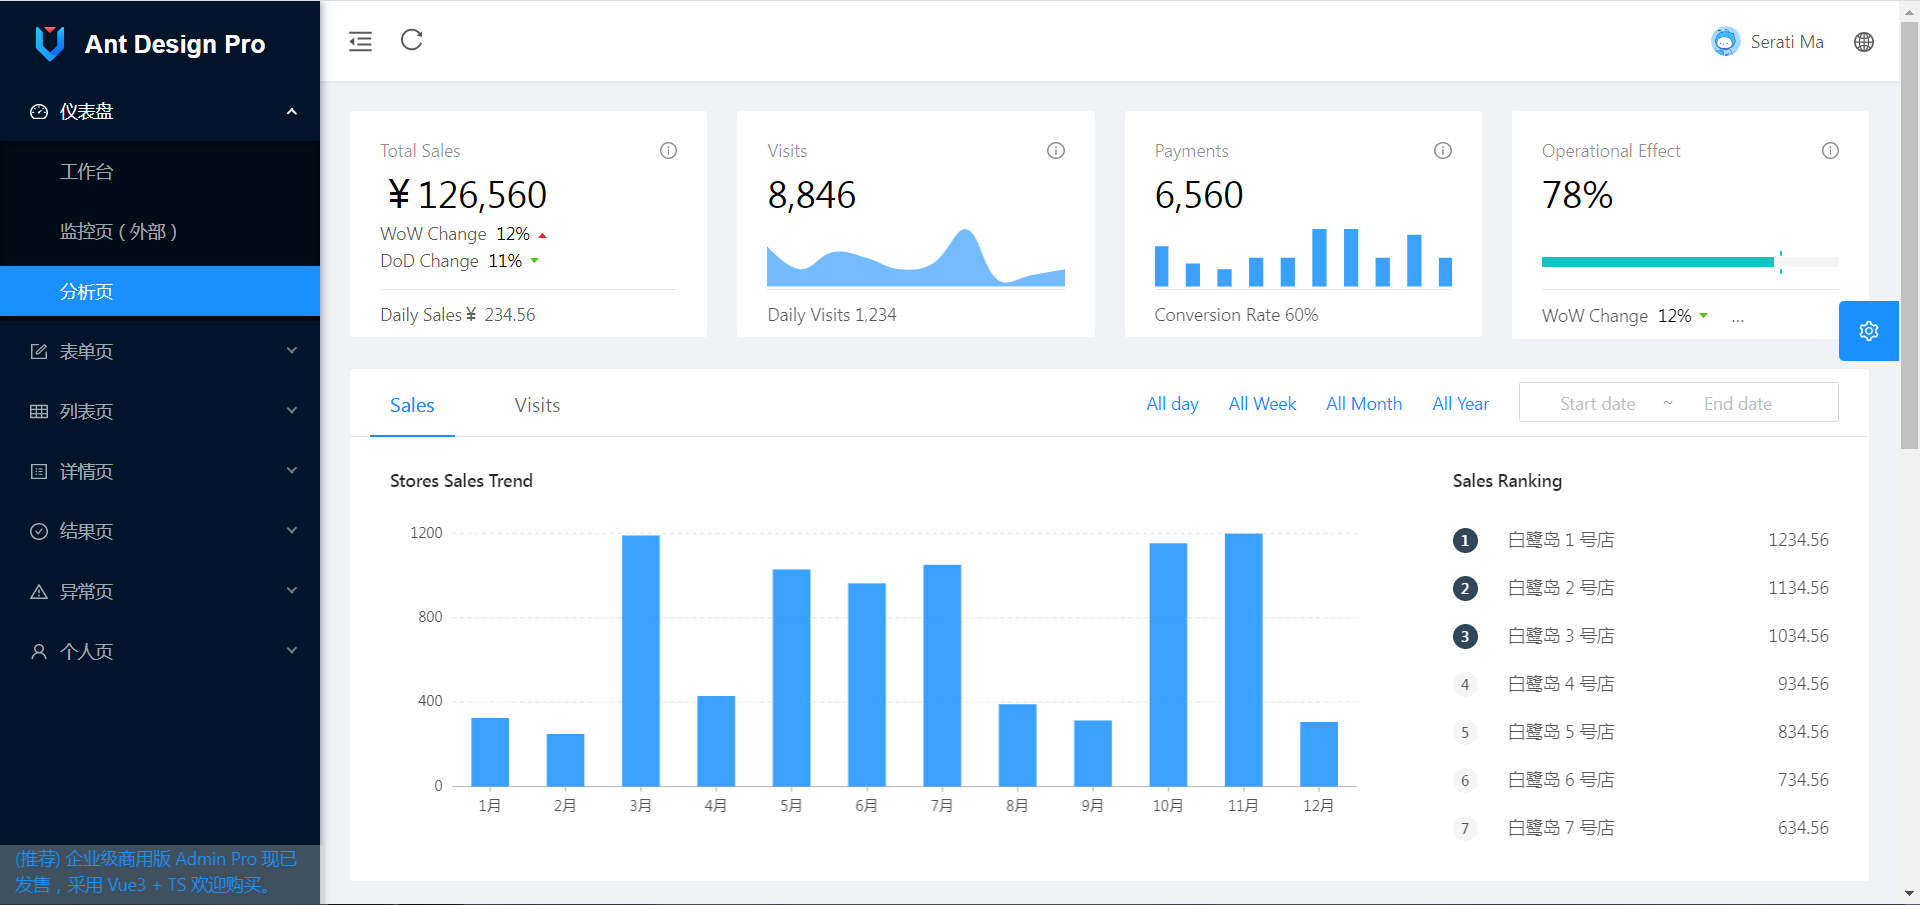 Ant Design Pro
仪表盘
工作台
监控页（外部）
分析页
表单页
列表页
详情页
结果页
异常页
个人页
(推荐) 企业级商用版 Admin Pro 现已
发售，采用 Vue3 + TS 欢迎购买。
Serati Ma
Total Sales
¥ 126,560
WoW Change 12%
DoD Change 11%
Daily Sales ¥ 234.56
Visits
8,846
Daily Visits 1,234
Payments
6,560
Conversion Rate 60%
Operational Effect
78%
WoW Change 12% ...
Sales Visits All day All Week All Month All Year Start date ~ End date
Stores Sales Trend
1200
800
400
0
1月 2月 3月 4月 5月 6月 7月 8月 9月 10月 11月 12月
Sales Ranking
1 白鹭岛 1 号店 1234.56
2 白鹭岛 2 号店 1134.56
3 白鹭岛 3 号店 1034.56
4 白鹭岛 4 号店 934.56
5 白鹭岛 5 号店 834.56
6 白鹭岛 6 号店 734.56
7 白鹭岛 7 号店 634.56